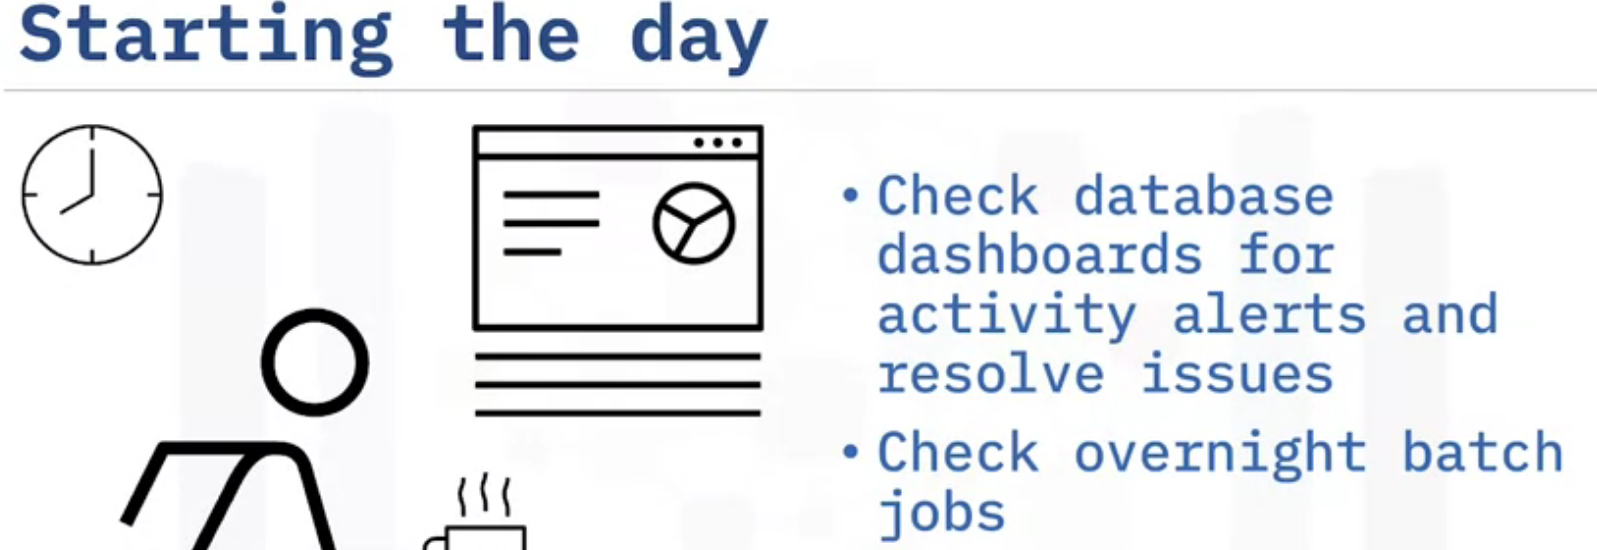 Starting the day
• Check database
dashboards for
activity alerts and
resolve issues
• Check overnight batch
jobs